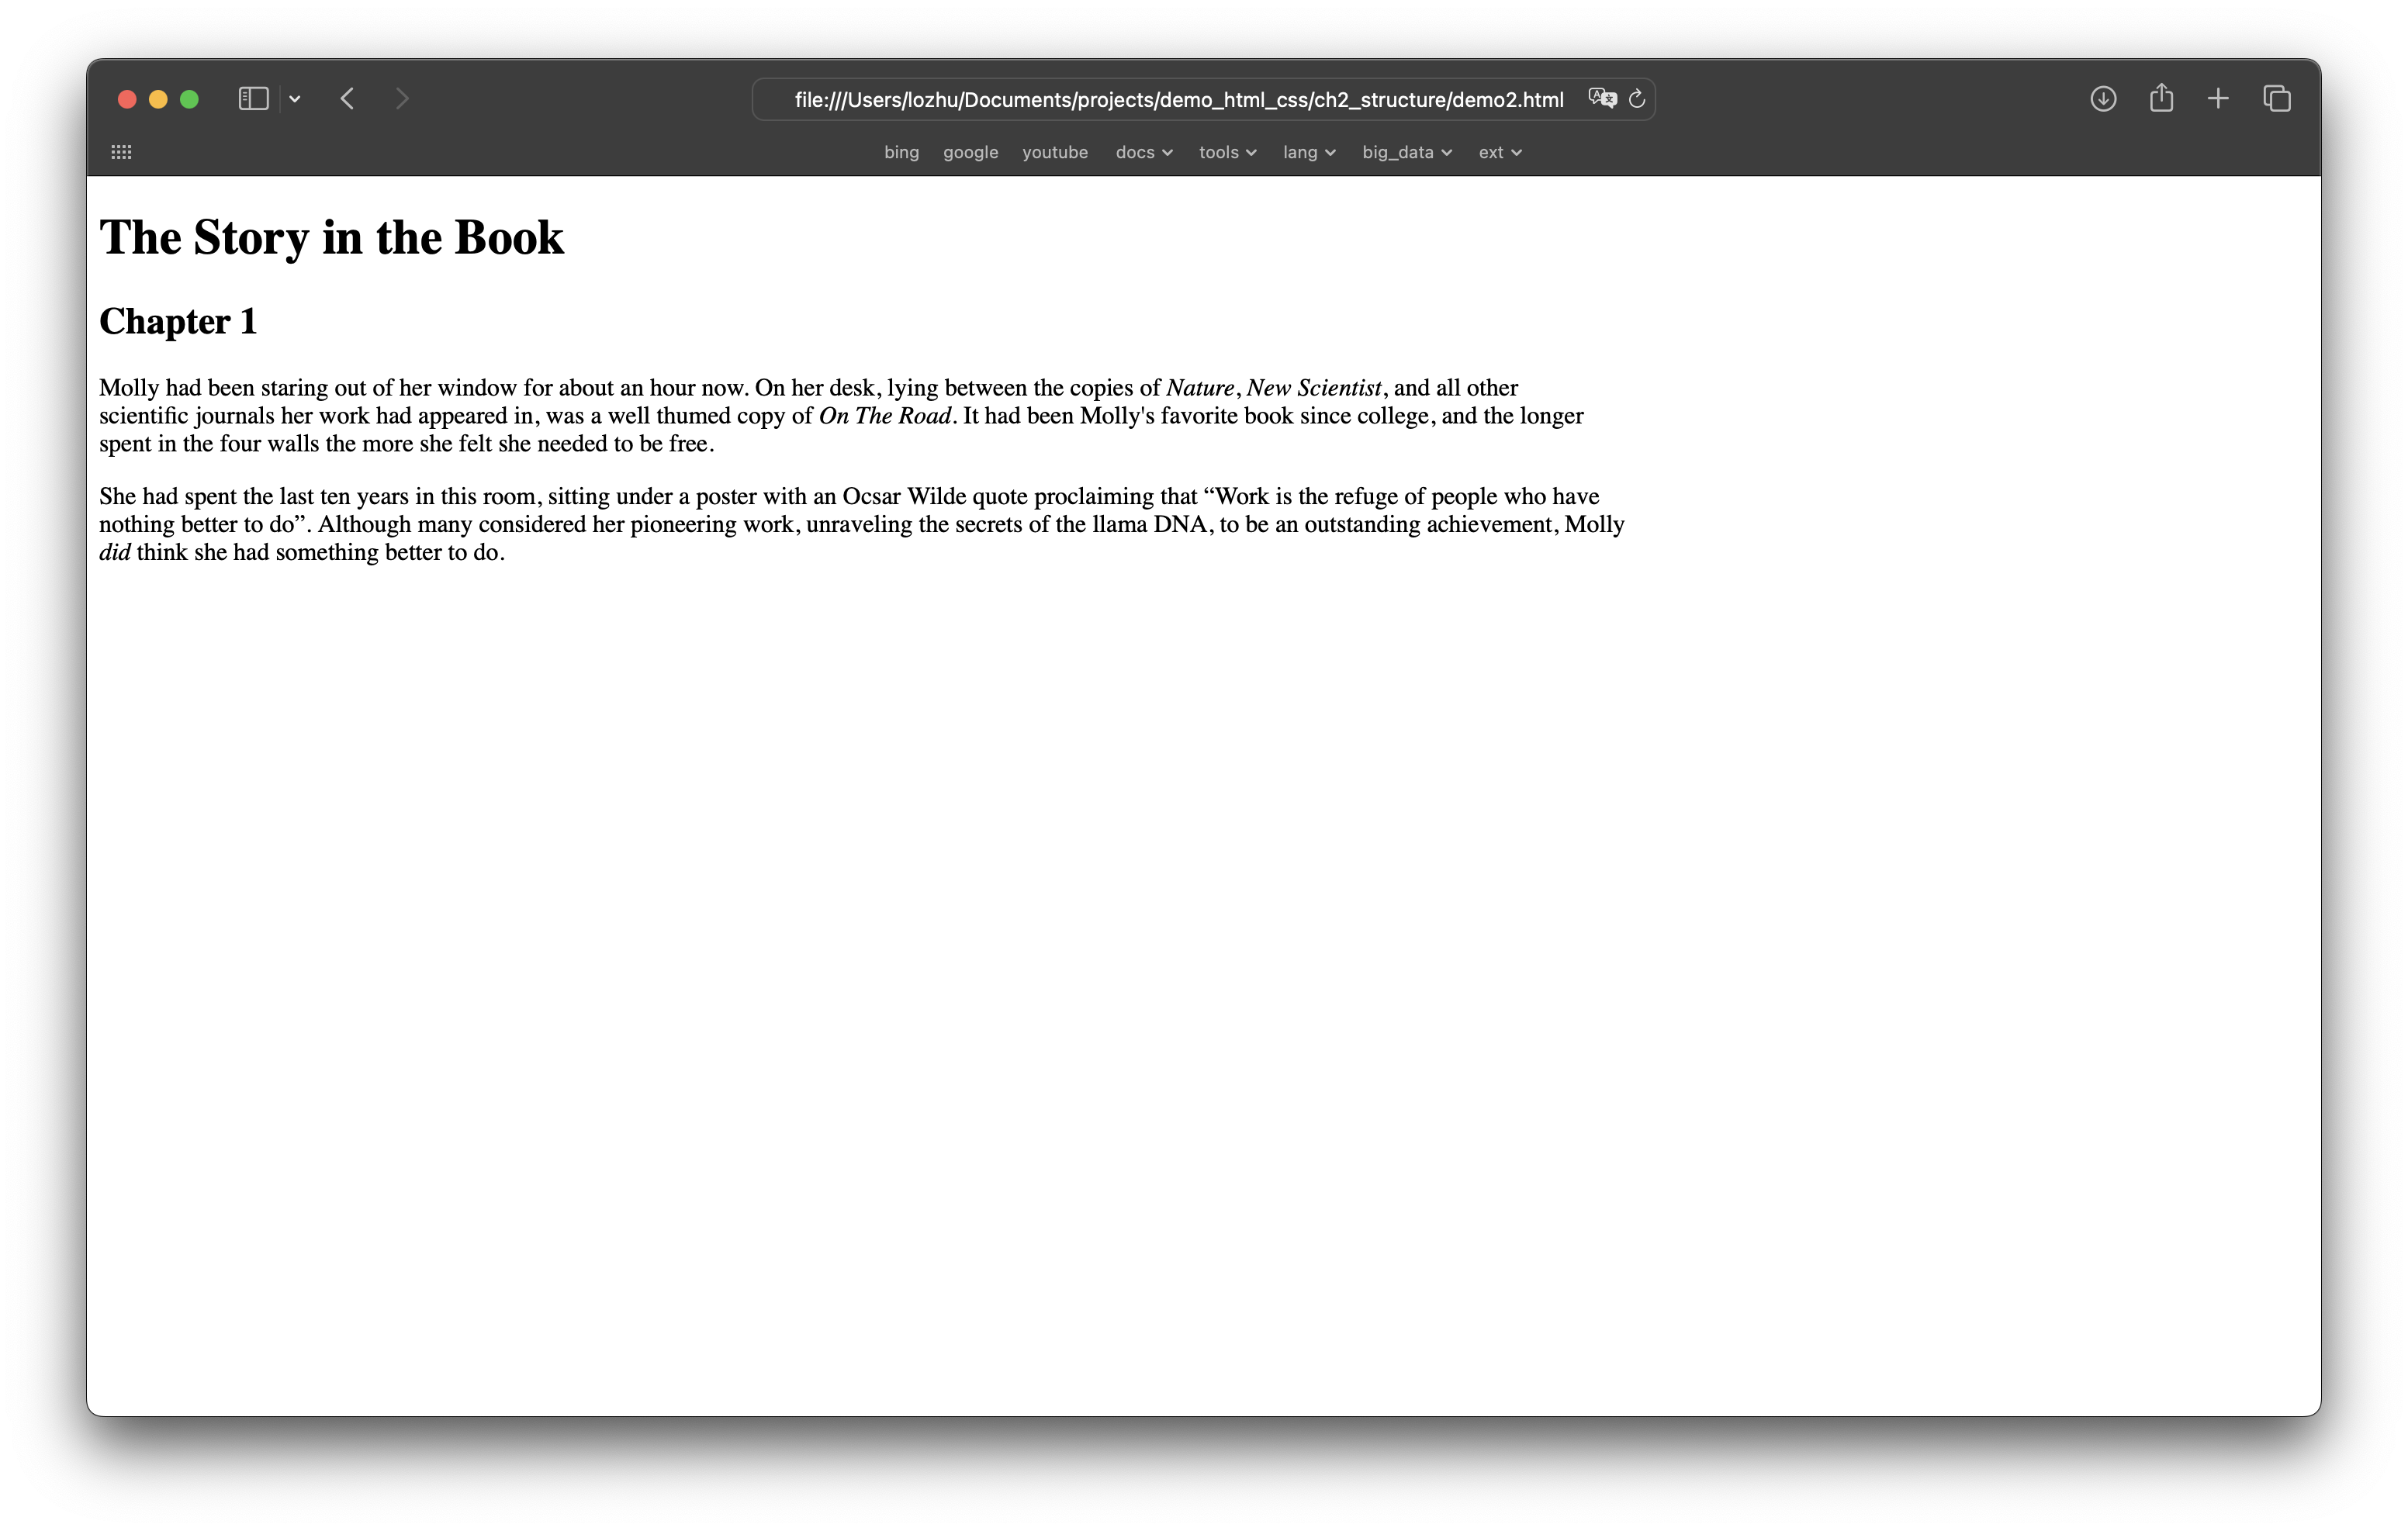 file:///Users/lozhu/Documents/projects/demo_html_css/ch2_structure/demo2.html
bing google youtube docs tools lang big_data ext
The Story in the Book
Chapter 1
Molly had been staring out of her window for about an hour now. On her desk, lying between the copies of Nature, New Scientist, and all other
scientific journals her work had appeared in, was a well thumed copy of On The Road. It had been Molly's favorite book since college, and the longer
spent in the four walls the more she felt she needed to be free.
She had spent the last ten years in this room, sitting under a poster with an Ocsar Wilde quote proclaiming that “Work is the refuge of people who have
nothing better to do”. Although many considered her pioneering work, unraveling the secrets of the llama DNA, to be an outstanding achievement, Molly
did think she had something better to do.